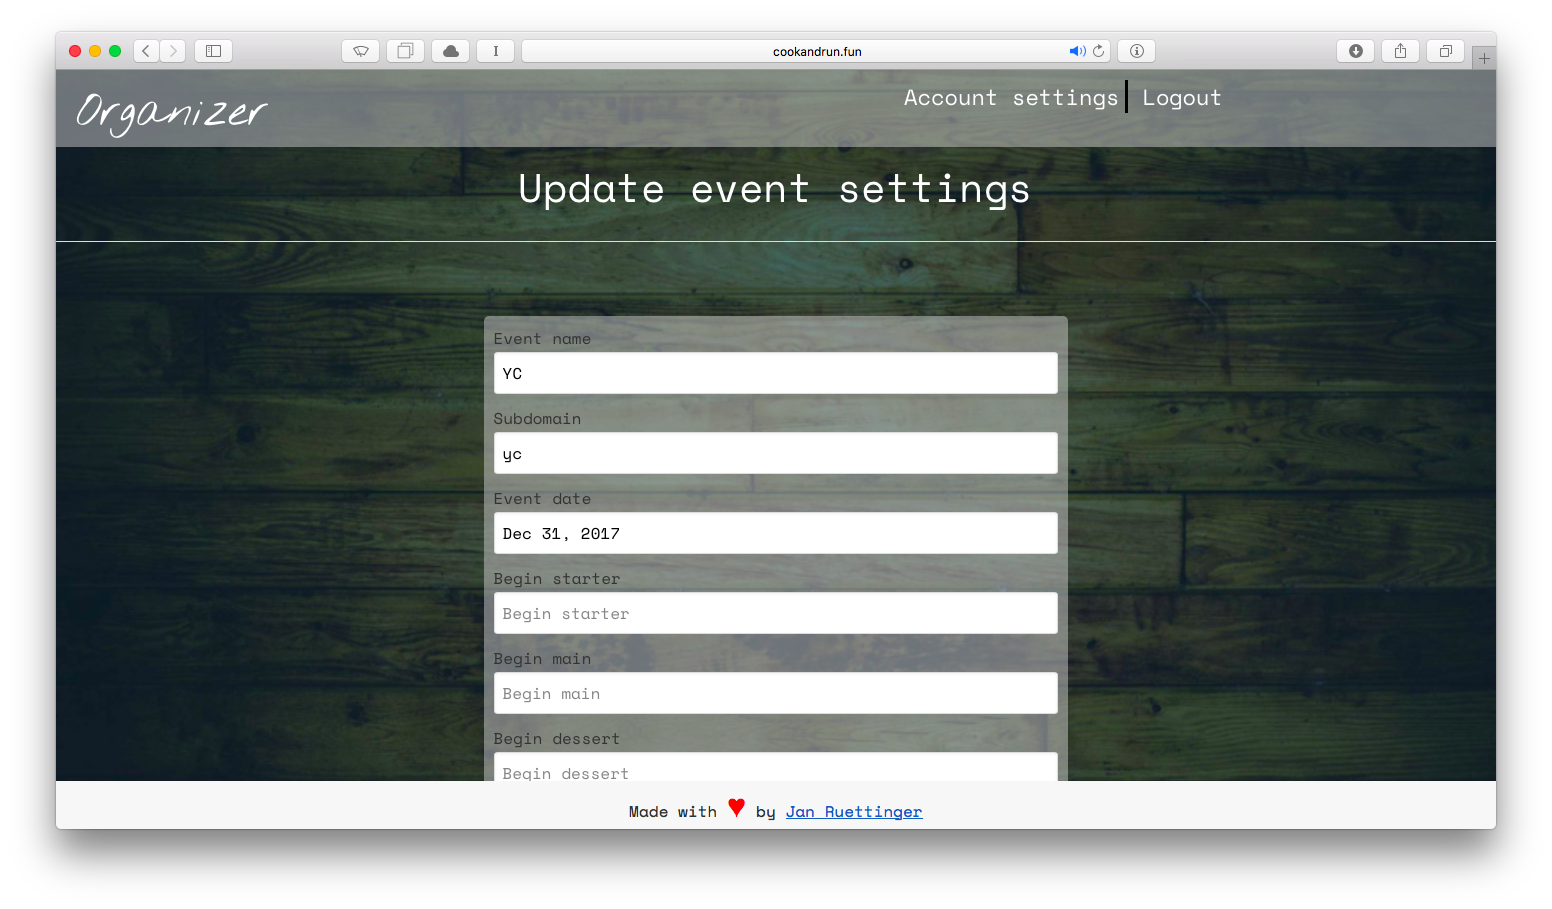 cookandrun.fun
Organizer
Account settings Logout
Update event settings
Event name
YC
Subdomain
yc
Event date
Dec 31, 2017
Begin starter
Begin starter
Begin main
Begin main
Begin dessert
Begin dessert
Made with ♥ by Jan Ruettinger